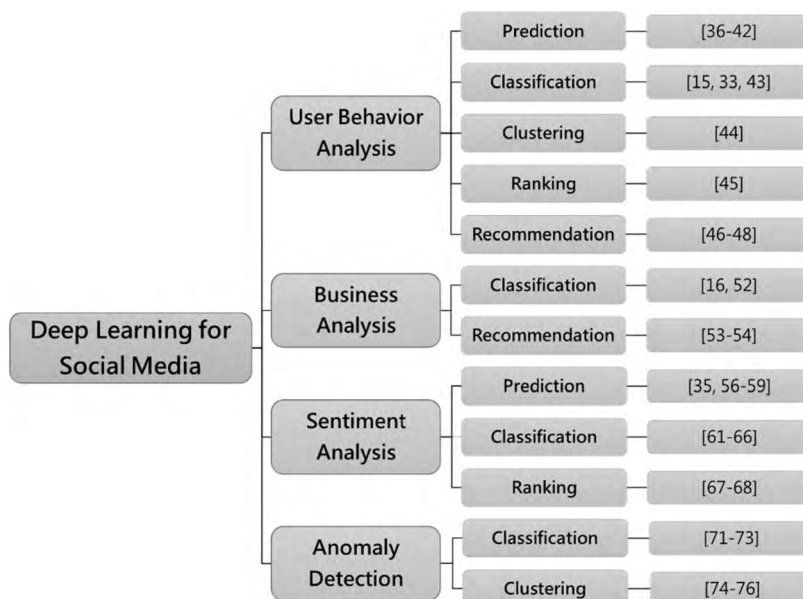 Deep Learning for
Social Media
User Behavior
Analysis
Prediction
[36-42]
Classification
[15, 33, 43]
Clustering
[44]
Ranking
[45]
Recommendation
[46-48]
Business
Analysis
Classification
[16, 52]
Recommendation
[53-54]
Sentiment
Analysis
Prediction
[35, 56-59]
Classification
[61-66]
Ranking
[67-68]
Anomaly
Detection
Classification
[71-73]
Clustering
[74-76]